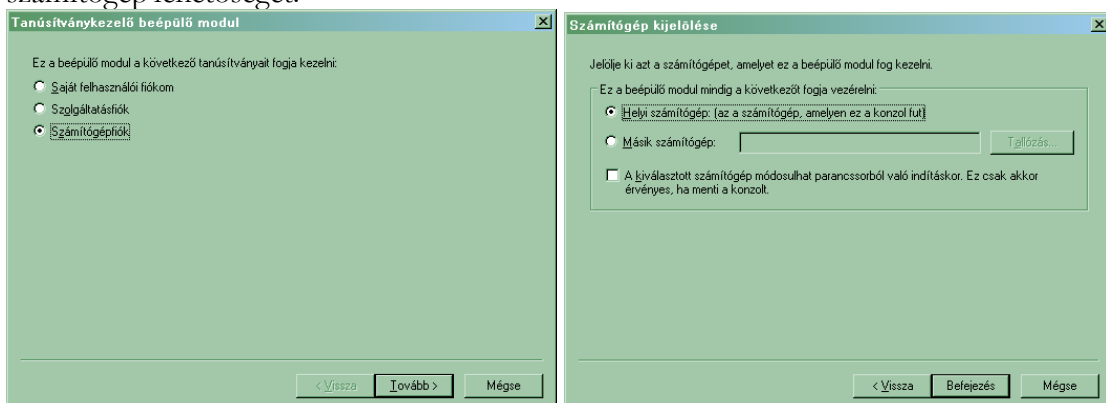 számítógép lehetőséget.
Tanúsítványkezelő beépülő modul
Ez a beépülő modul a következő tanúsítványait fogja kezelni:
Saját felhasználói fiókom
Szolgáltatásfiók
Számítógépfiók
< Vissza
Tovább >
Mégse
Számítógép kijelölése
Jelölje ki azt a számítógépet, amelyet ez a beépülő modul fog kezelni.
Ez a beépülő modul mindig a következőt fogja vezérelni:
Helyi számítógép: (az a számítógép, amelyen ez a konzol fut)
Másik számítógép:
Tallózás...
A kiválasztott számítógép módosulhat parancssorból való indításkor. Ez csak akkor
érvényes, ha menti a konzolt.
< Vissza
Befejezés
Mégse